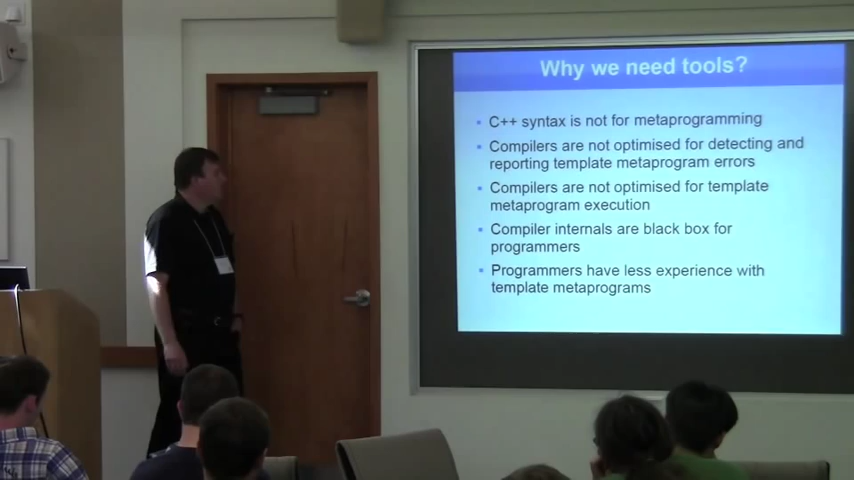 Why we need tools?
C++ syntax is not for metaprogramming
Compilers are not optimised for detecting and
reporting template metaprogram errors
Compilers are not optimised for template
metaprogram execution
Compiler internals are black box for
programmers
Programmers have less experience with
template metaprograms